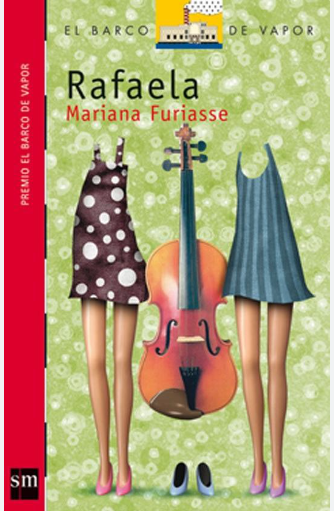 EL BARCO DE VAPOR
Rafaela
Mariana Furiasse
PREMIO EL BARCO DE VAPOR
sm